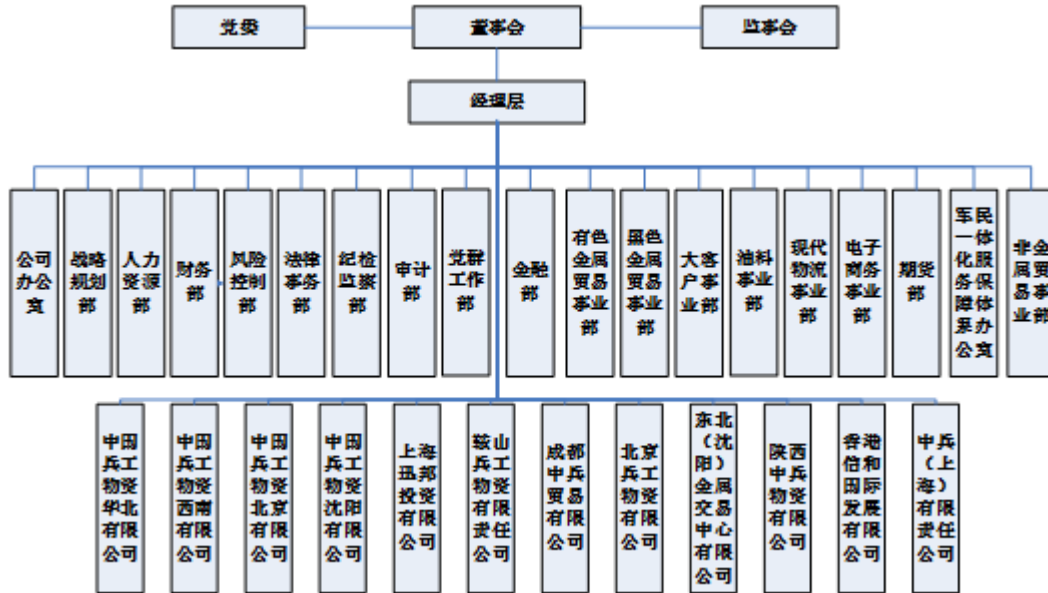 党委
董事会
监事会
经理层
公司
办公
室
战略
规划
部
人力
资源
部
财务
部
风险
控制
部
法律
事务
部
纪检
监察
部
审计
部
党群
工作
部
金融
部
有色
金属
贸易
事业
部
黑色
金属
贸易
事业
部
大客
户事
业部
油料
事业
部
现代
物流
事业
部
电子
商务
事业
部
期货
部
军民
一体
化服
务保
障体
系办
公室
非金
属贸
易事
业部
中国
兵工
物资
华北
有限
公司
中国
兵工
物资
西南
有限
公司
中国
兵工
物资
北京
有限
公司
中国
兵工
物资
沈阳
有限
公司
上海
迅邦
投资
有限
公司
鞍山
兵工
物资
有限
责任
公司
成都
中兵
贸易
有限
公司
北京
兵工
物资
有限
公司
东北
（沈
阳）
金属
交易
中心
有限
公司
陕西
中兵
物资
有限
公司
香港
倍和
国际
发展
有限
公司
中兵
（上
海）
有限
责任
公司